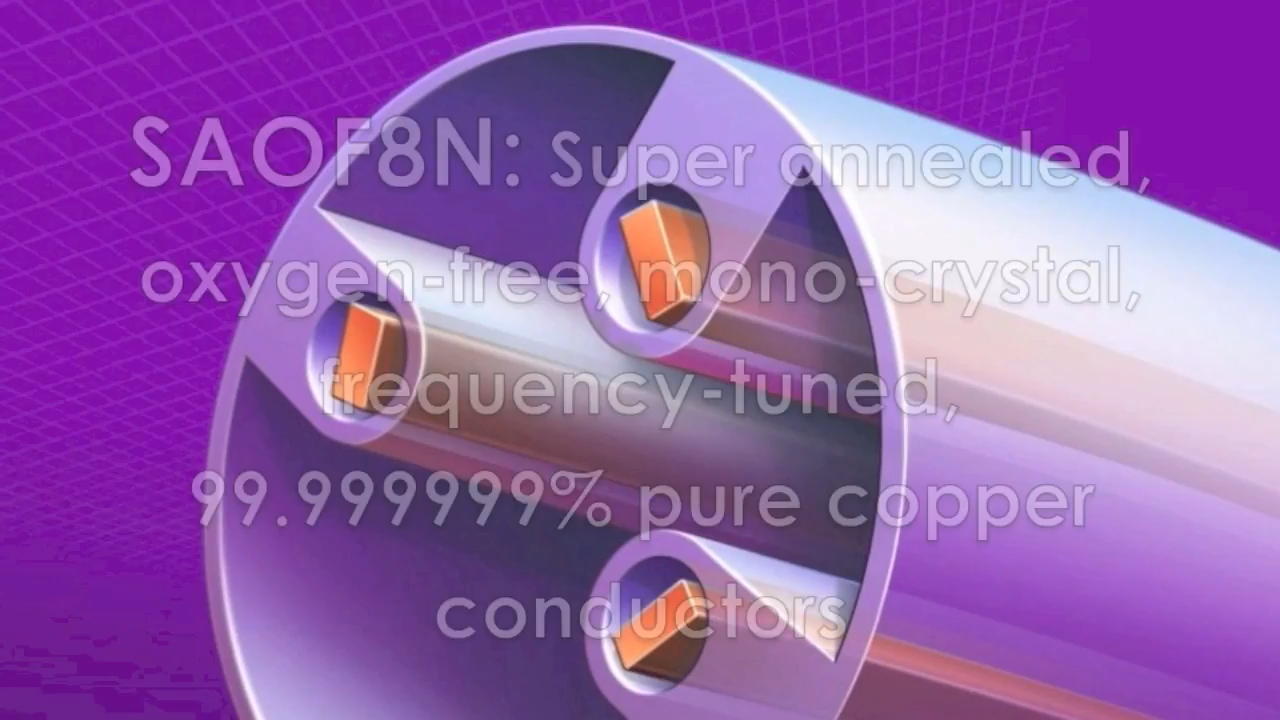 SAOF8N: Super annealed,
oxygen-free, mono-crystal,
frequency-tuned,
99.999999% pure copper
conductors